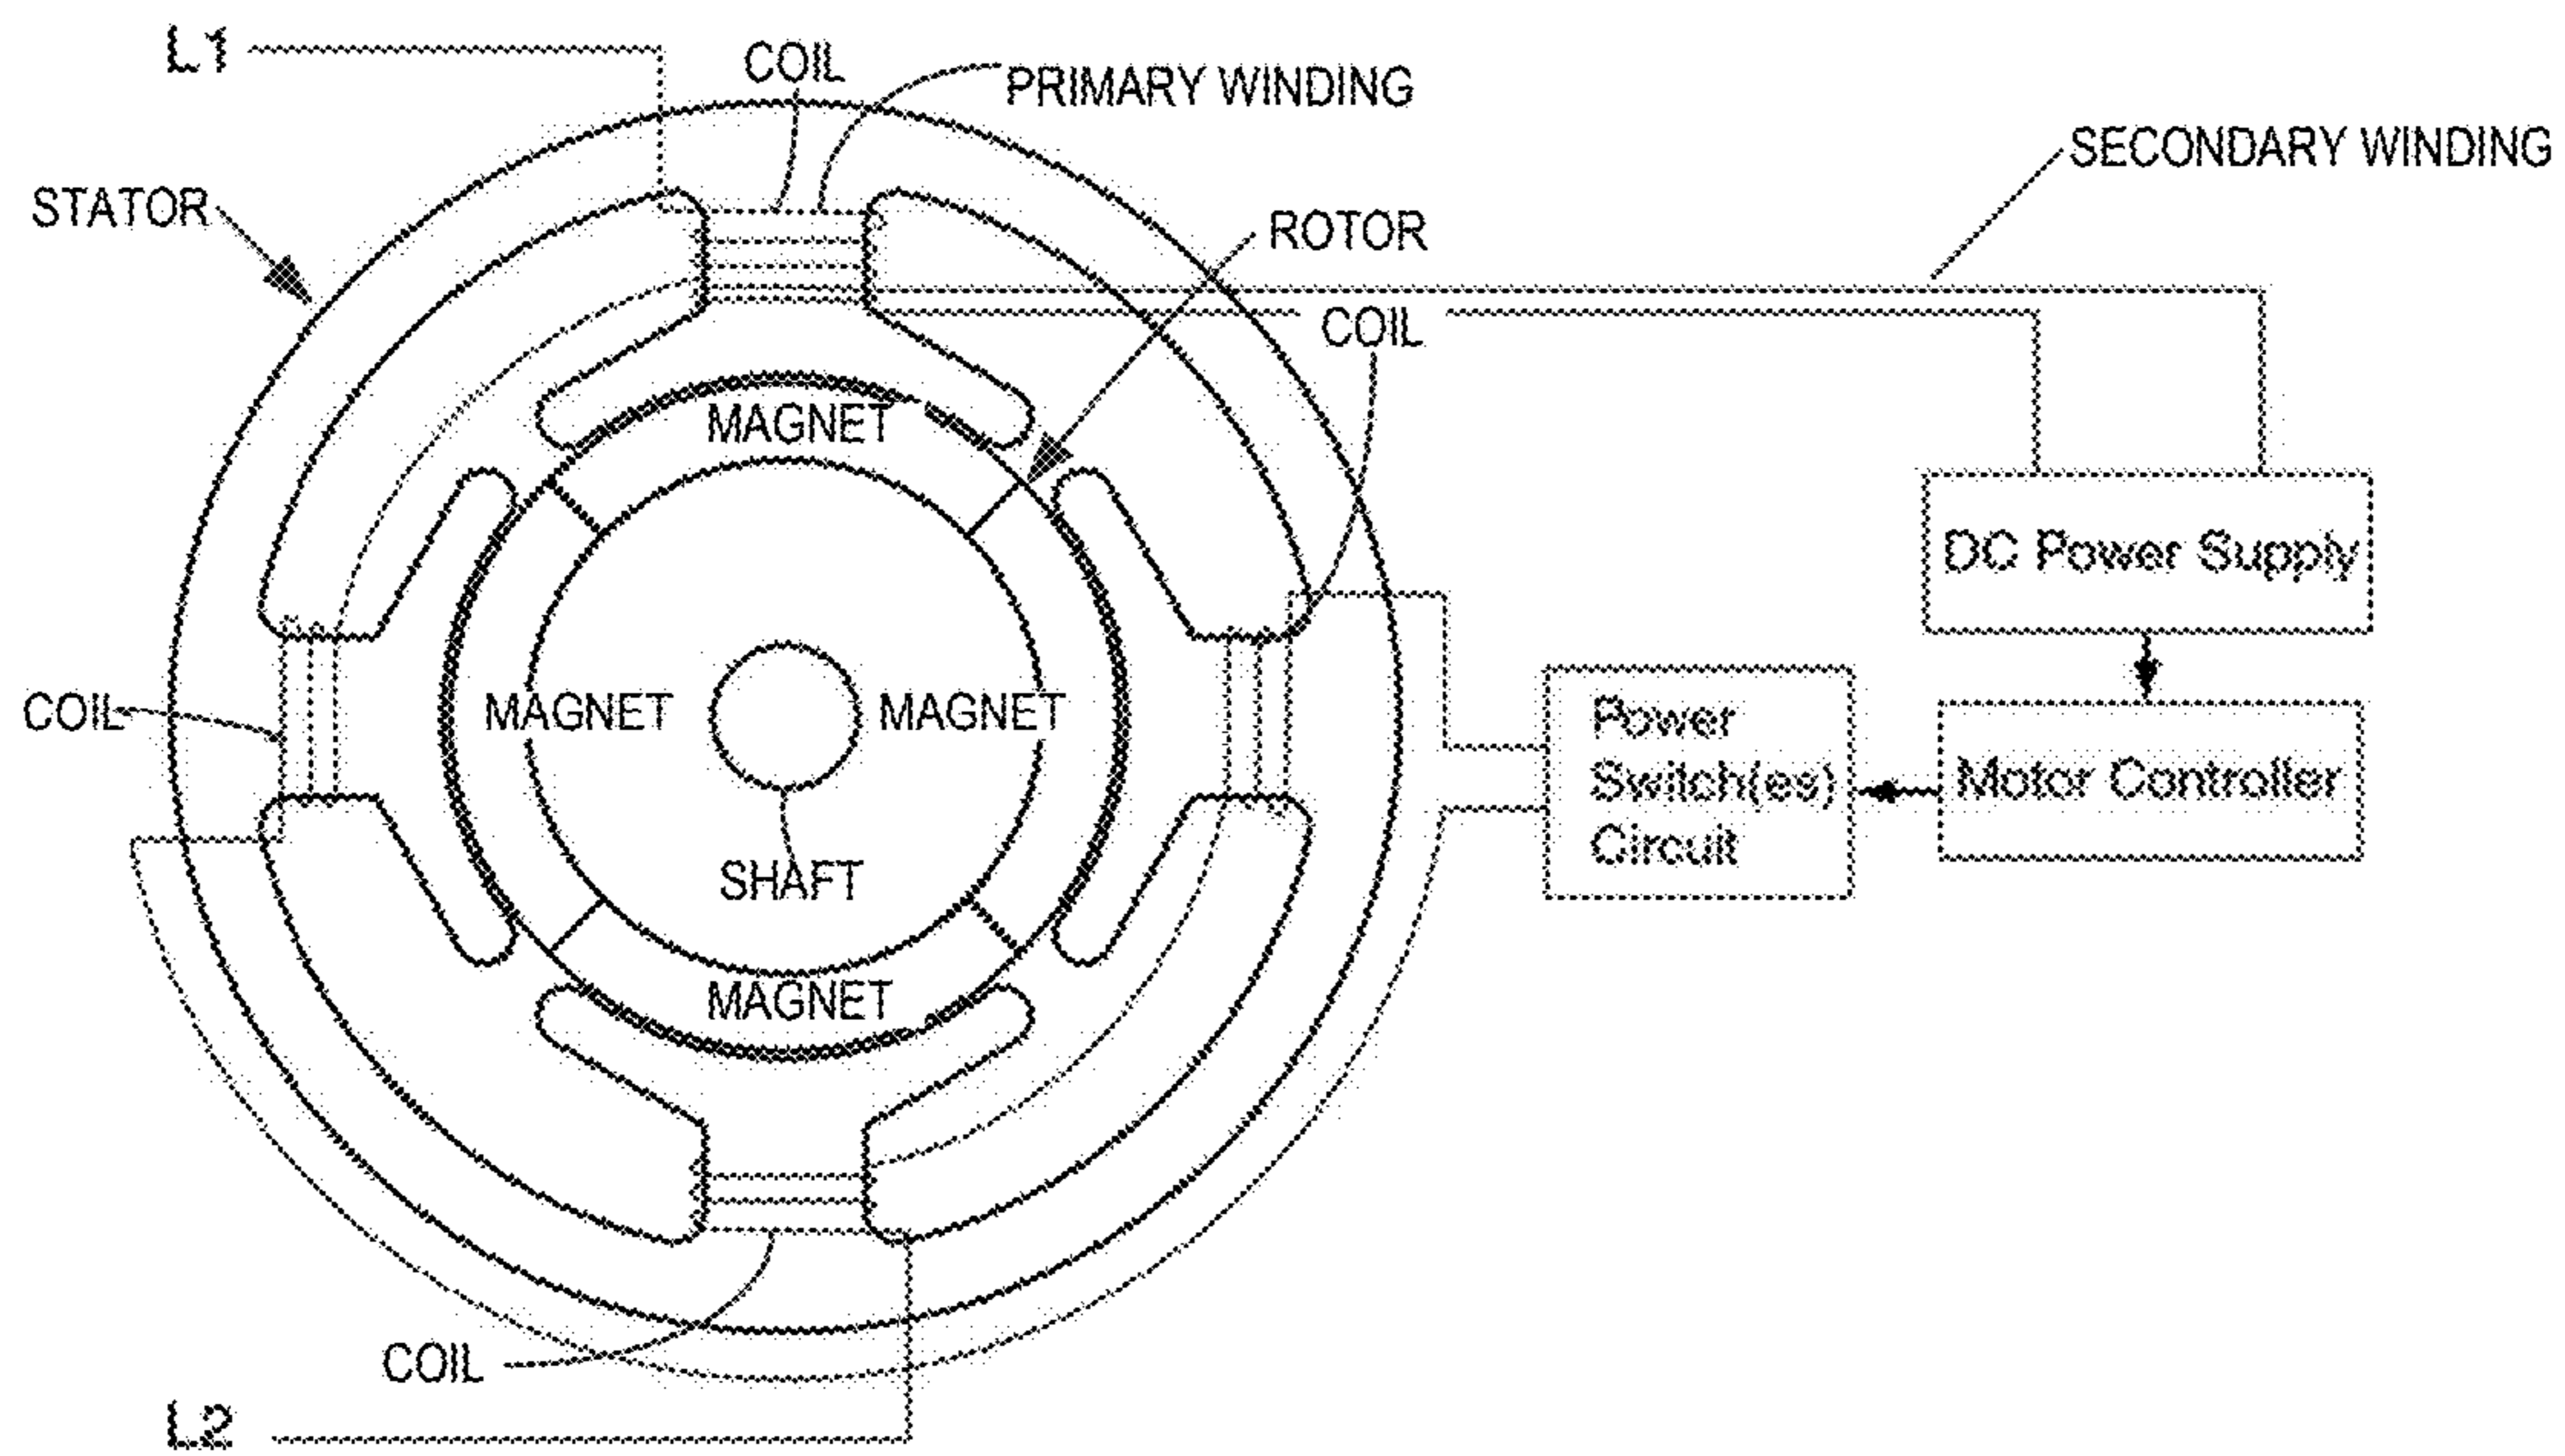 L1
COIL
PRIMARY WINDING
SECONDARY WINDING
STATOR
ROTOR
COIL
MAGNET
DC Power Supply
COIL
MAGNET
MAGNET
Power
Switch(es)
Circuit
Motor Controller
SHAFT
MAGNET
COIL
L2